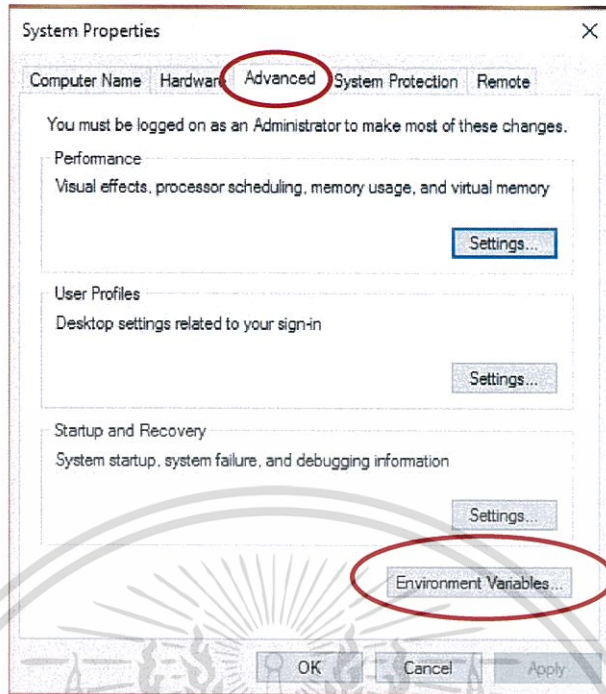 System Properties
Computer Name Hardware Advanced System Protection Remote
You must be logged on as an Administrator to make most of these changes.
Performance
Visual effects, processor scheduling, memory usage, and virtual memory
Settings...
User Profiles
Desktop settings related to your sign-in
Settings...
Startup and Recovery
System startup, system failure, and debugging information
Settings...
Environment Variables...
OK Cancel Apply